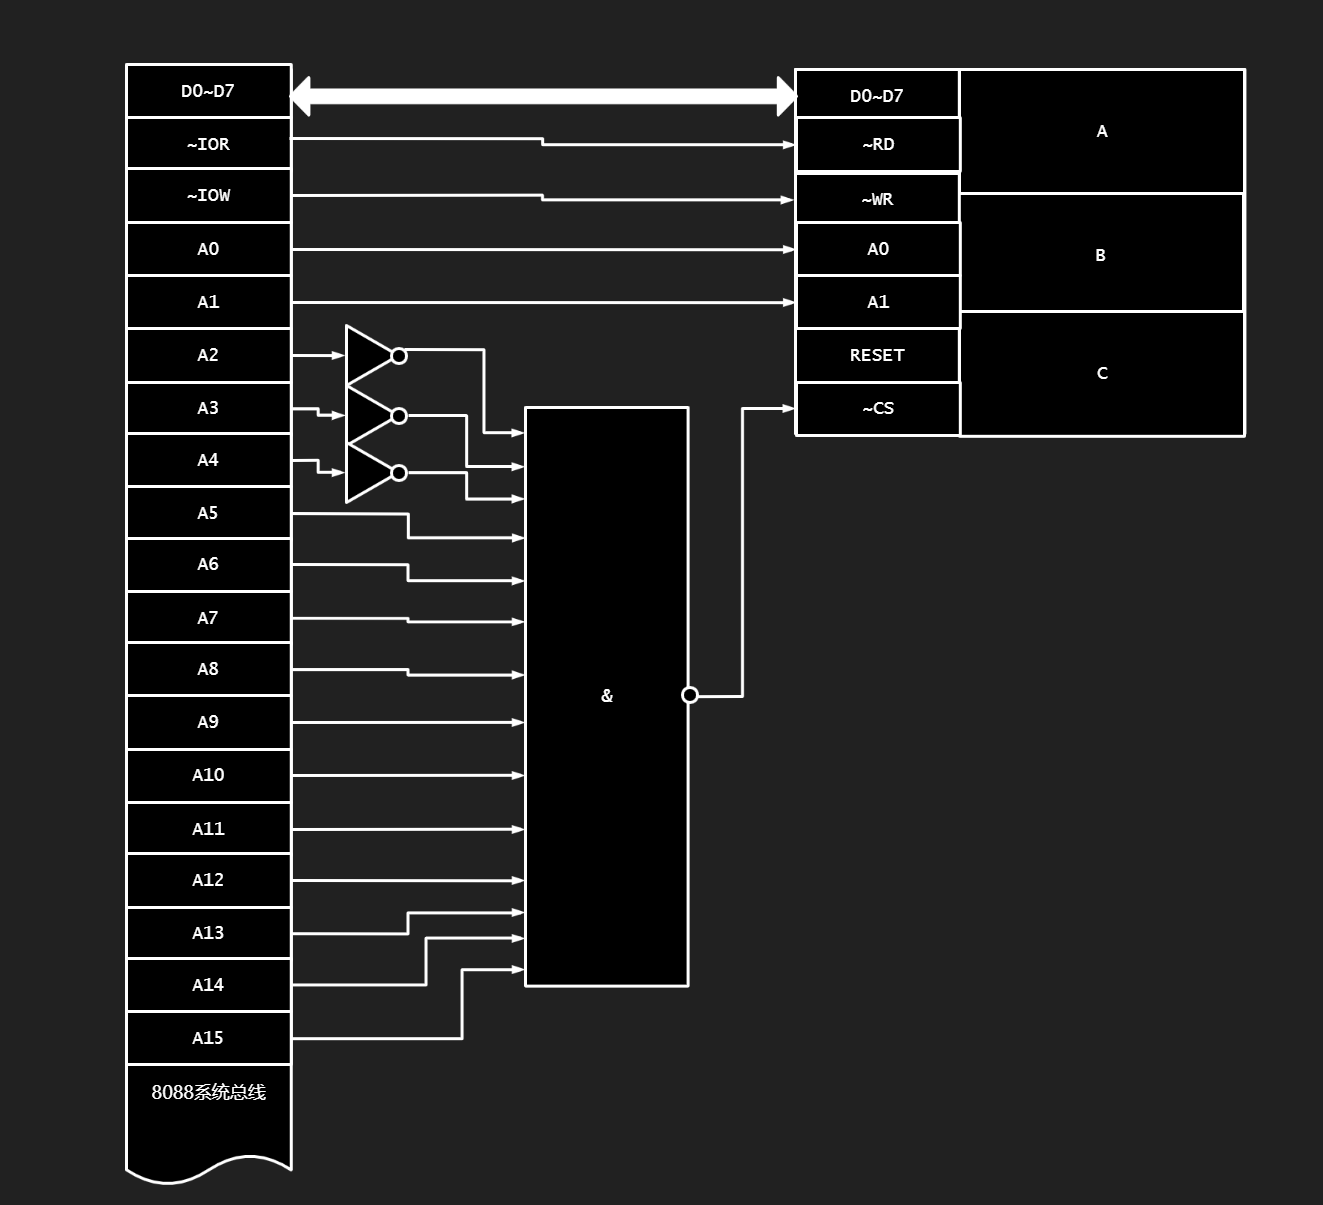 D0~D7
~IOR
~IOW
A0
A1
A2
A3
A4
A5
A6
A7
A8
A9
A10
A11
A12
A13
A14
A15
8088系统总线
&
D0~D7
~RD
~WR
A0
A1
RESET
~CS
A
B
C